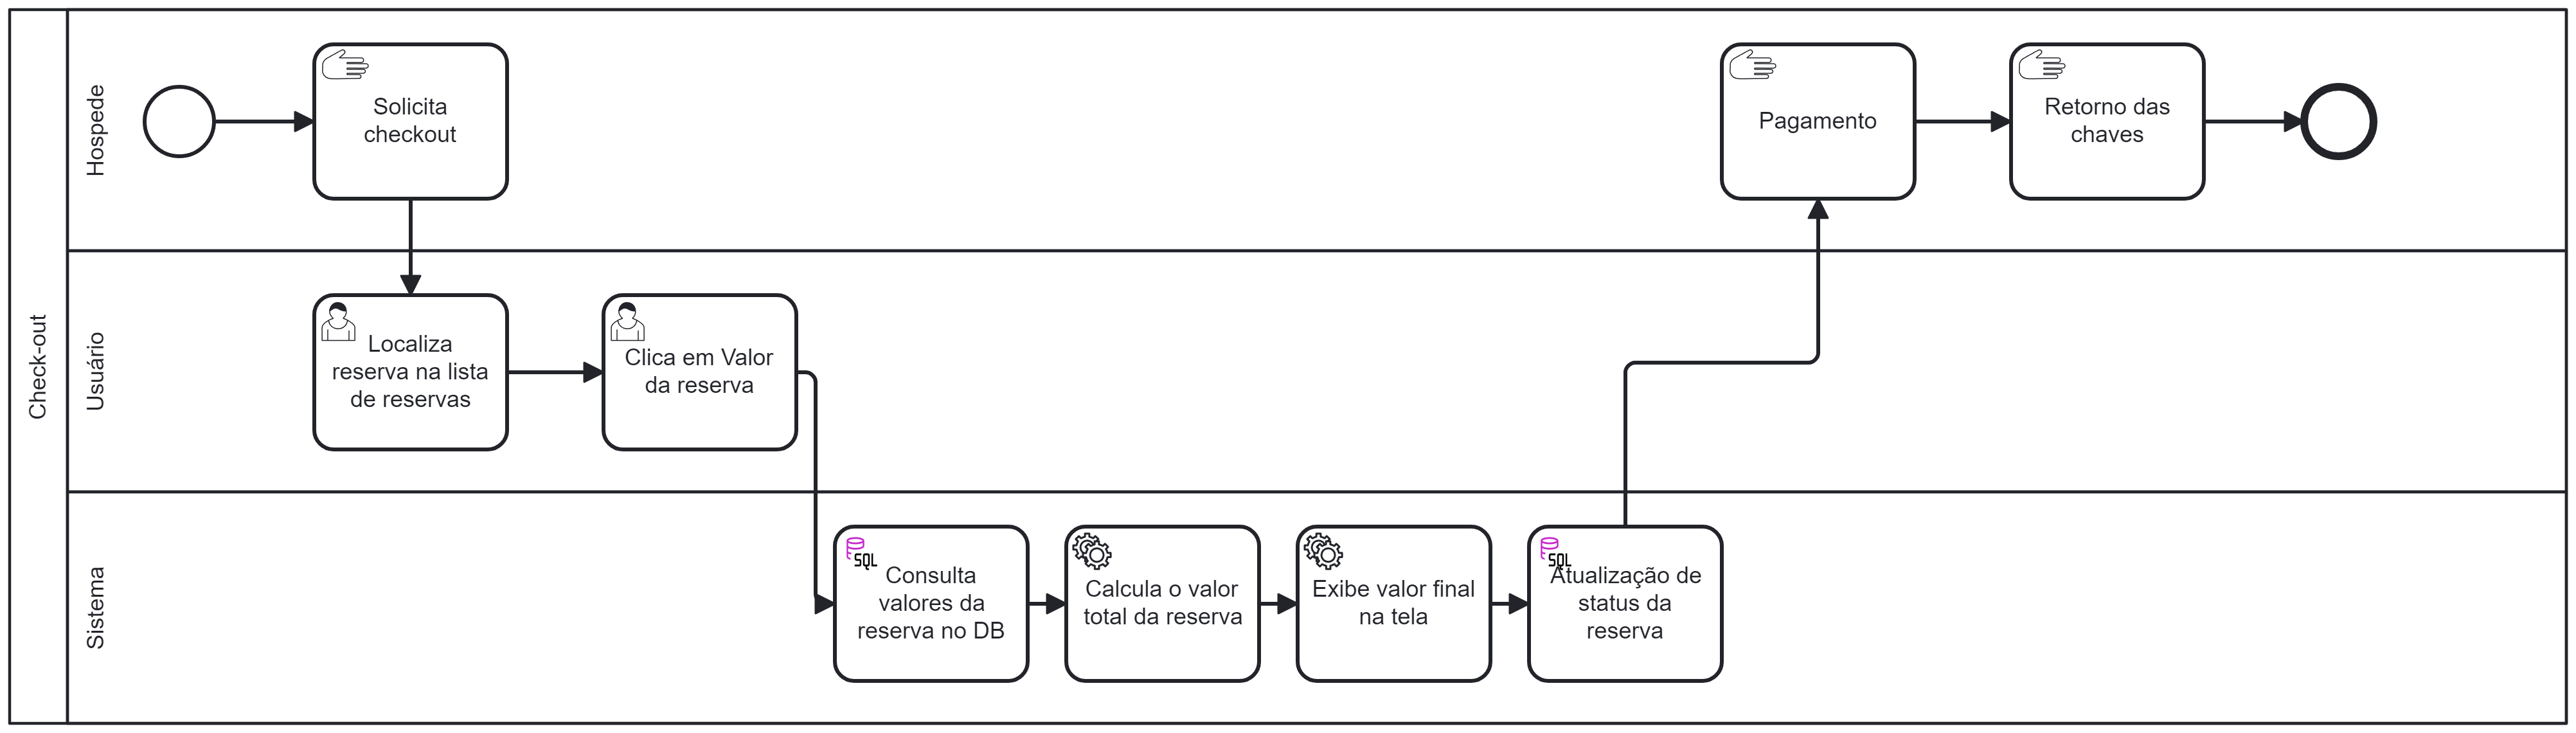 Check-out
Hospede
Solicita
checkout
Pagamento
Retorno das
chaves
Usuário
Localiza
reserva na lista
de reservas
Clica em Valor
da reserva
Sistema
SQL
Consulta
valores da
reserva no DB
Calcula o valor
total da reserva
Exibe valor final
na tela
SQL
Atualização de
status da
reserva